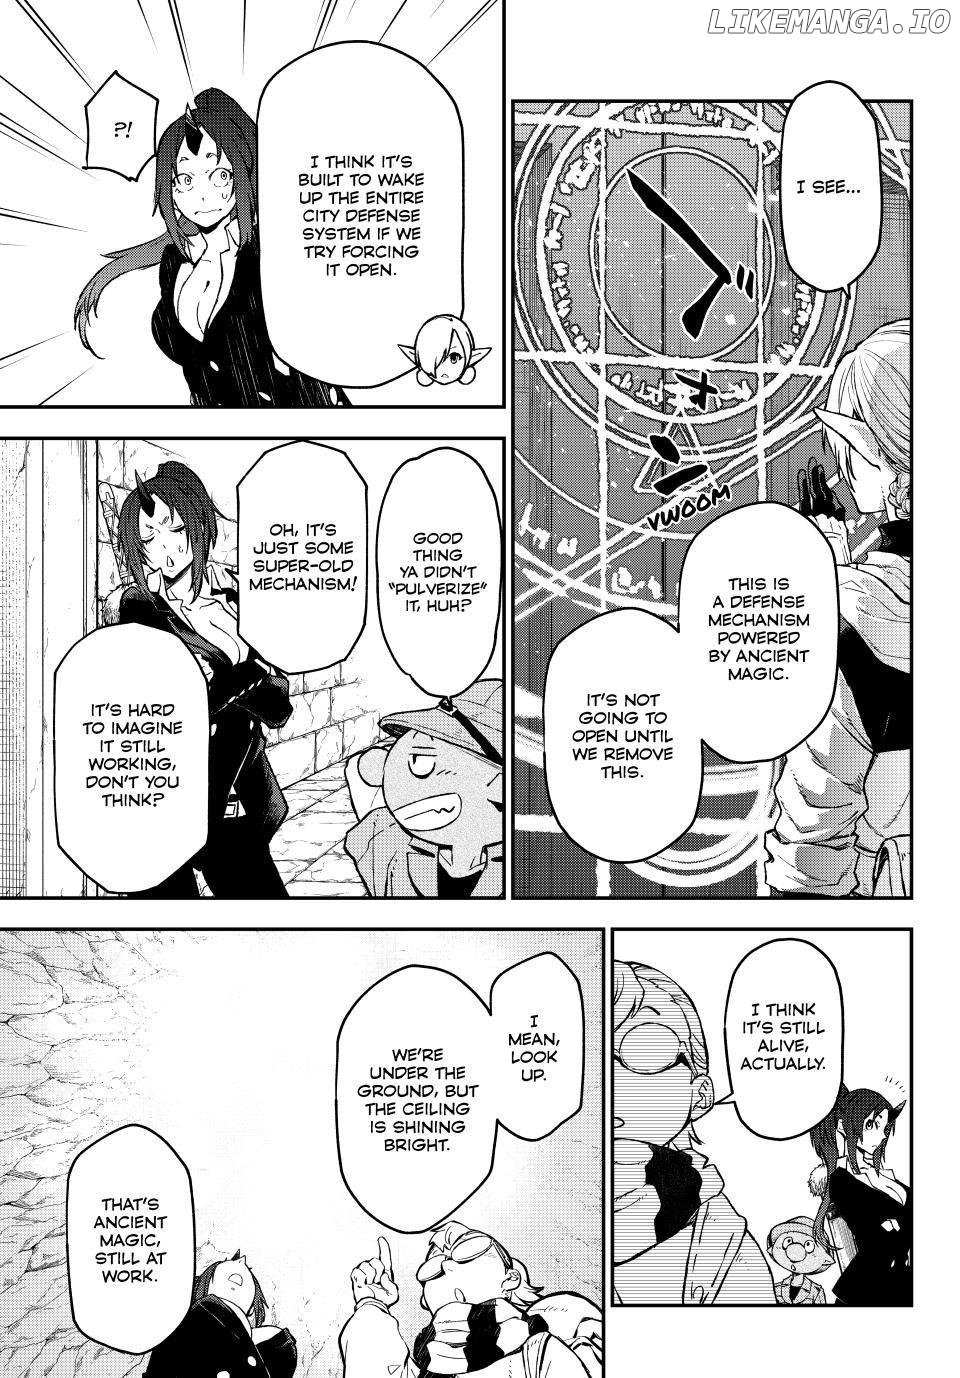 LIKEMANGA.IO
I SEE...
VWOOM
THIS IS
A DEFENSE
MECHANISM
POWERED
BY ANCIENT
MAGIC.
IT'S NOT
GOING TO
OPEN UNTIL
WE REMOVE
THIS.
I THINK IT'S
BUILT TO WAKE
UP THE ENTIRE
CITY DEFENSE
SYSTEM IF WE
TRY FORCING
IT OPEN.
?!
GOOD
THING
YA DIDN'T
"PULVERIZE"
IT, HUH?
OH, IT'S
JUST SOME
SUPER-OLD
MECHANISM!
IT'S HARD
TO IMAGINE
IT STILL
WORKING,
DON'T YOU
THINK?
I THINK
IT'S STILL
ALIVE,
ACTUALLY.
I
MEAN,
LOOK
UP.
WE'RE
UNDER THE
GROUND, BUT
THE CEILING
IS SHINING
BRIGHT.
THAT'S
ANCIENT
MAGIC,
STILL AT
WORK.